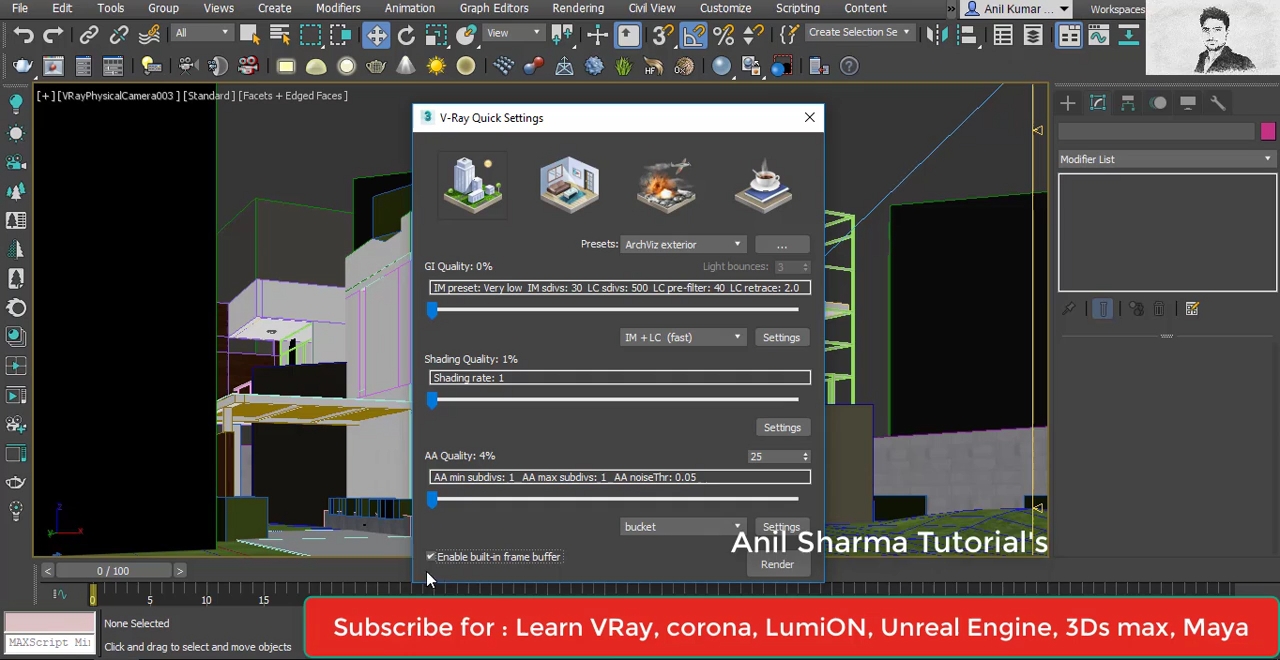 File Edit Tools Group Views Create Modifiers Animation Graph Editors Rendering Civil View Customize Scripting Content » Anil Kumar ... Workspaces
All View Create Selection Se
[+] [VRayPhysicalCamera003 ] [Standard ] [Facets + Edged Faces ]
V-Ray Quick Settings
Modifier List
Presets: ArchViz exterior ...
GI Quality: 0% Light bounces: 3
IM preset: Very low IM sdivs: 30 LC sdivs: 500 LC pre-filter: 40 LC retrace: 2.0
IM + LC (fast) Settings
Shading Quality: 1%
Shading rate: 1
Settings
AA Quality: 4% 25
AA min subdivs: 1 AA max subdivs: 1 AA noiseThr: 0.05
bucket Settings
Anil Sharma Tutorial's
Enable built-in frame buffer
Render
< 0 / 100 >
0 5 10 15
None Selected
MAXScript Mi
Click and drag to select and move objects
Subscribe for : Learn VRay, corona, LumiON, Unreal Engine, 3Ds max, Maya